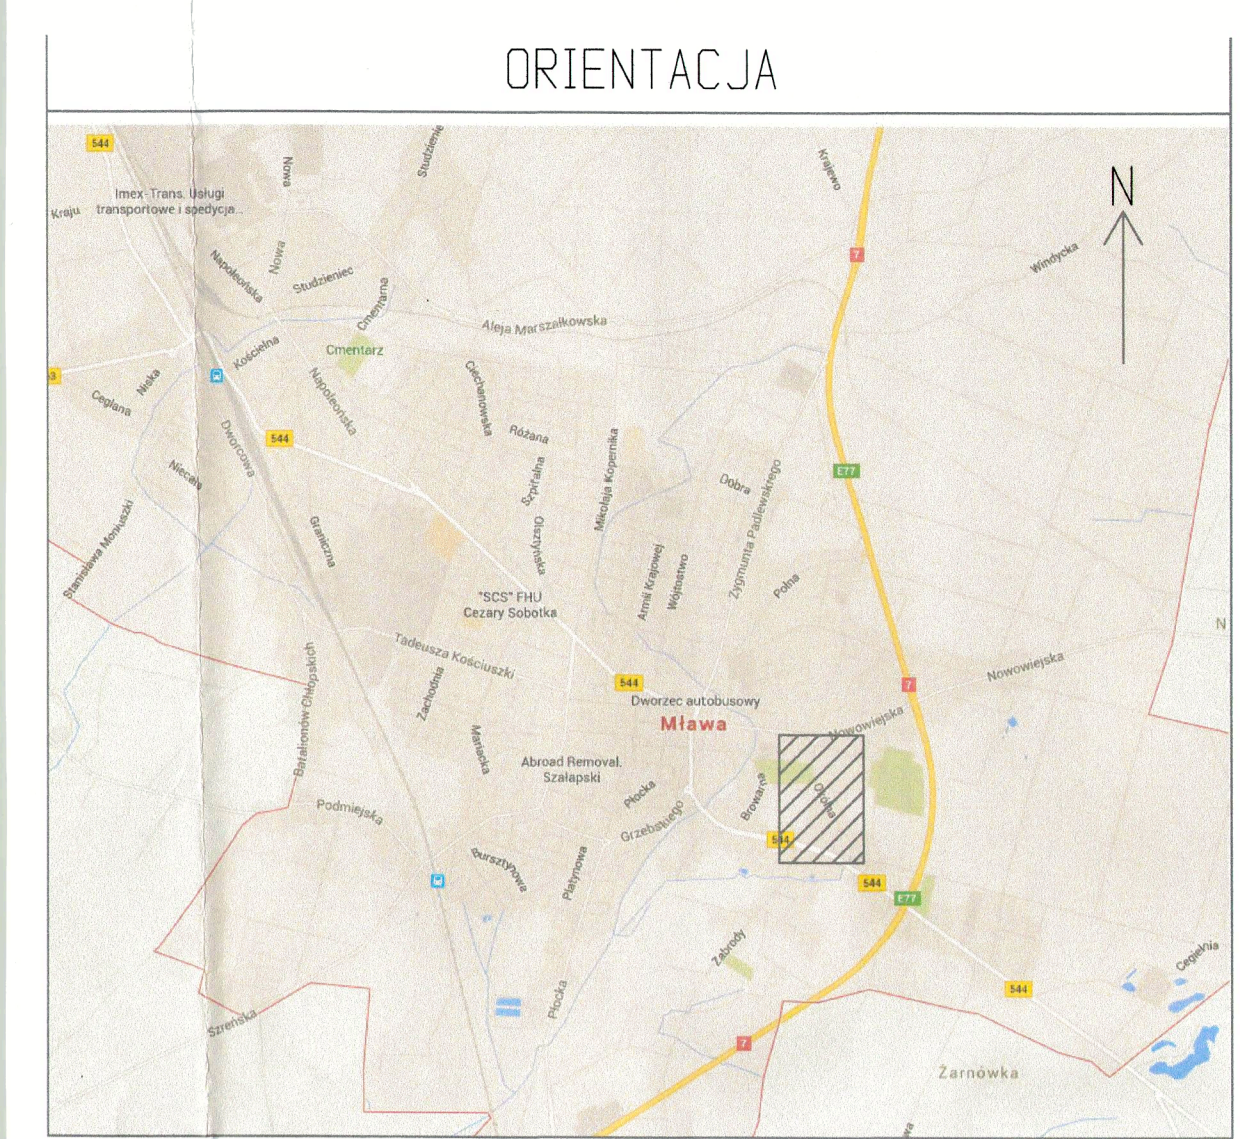 ORIENTACJA
544
Nowa
Studzienie
Krajewo
N
Imex-Trans. Usługi
transportowe i spedycja...
Kraju
Nowa
Napoleońska
Studzieniec
Cmentarna
7
Windycka
Aleja Marszałkowska
Kościelna
Cmentarz
Niska
Ceglana
Napoleońska
Ciechanowska
Różana
544
Dworcowa
Szpitalna
Mikołaja Kopernika
Dobra
Zygmunta Padlewskiego
E77
Stanisława Moniuszki
Graniczna
Olsztyńska
Armii Krajowej
Wójtostwo
Polna
"SCS" FHU
Cezary Sobotka
N
Tadeusza Kościuszki
Batalionów Chłopskich
Zachodnia
544
Dworzec autobusowy
Mława
7
Nowowiejska
Nowowiejska
Mariacka
Abroad Removal.
Szałapski
Płocka
Browarna
Podmiejska
Grzebskiego
544
Bursztynowa
Platynowa
544
E77
Zabrody
Cegielnia
Płocka
544
Szreńska
7
Żarnówka
wa